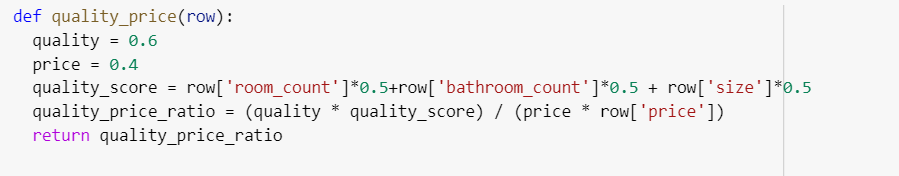 def quality_price(row):
  quality = 0.6
  price = 0.4
  quality_score = row['room_count']*0.5+row['bathroom_count']*0.5 + row['size']*0.5
  quality_price_ratio = (quality * quality_score) / (price * row['price'])
  return quality_price_ratio